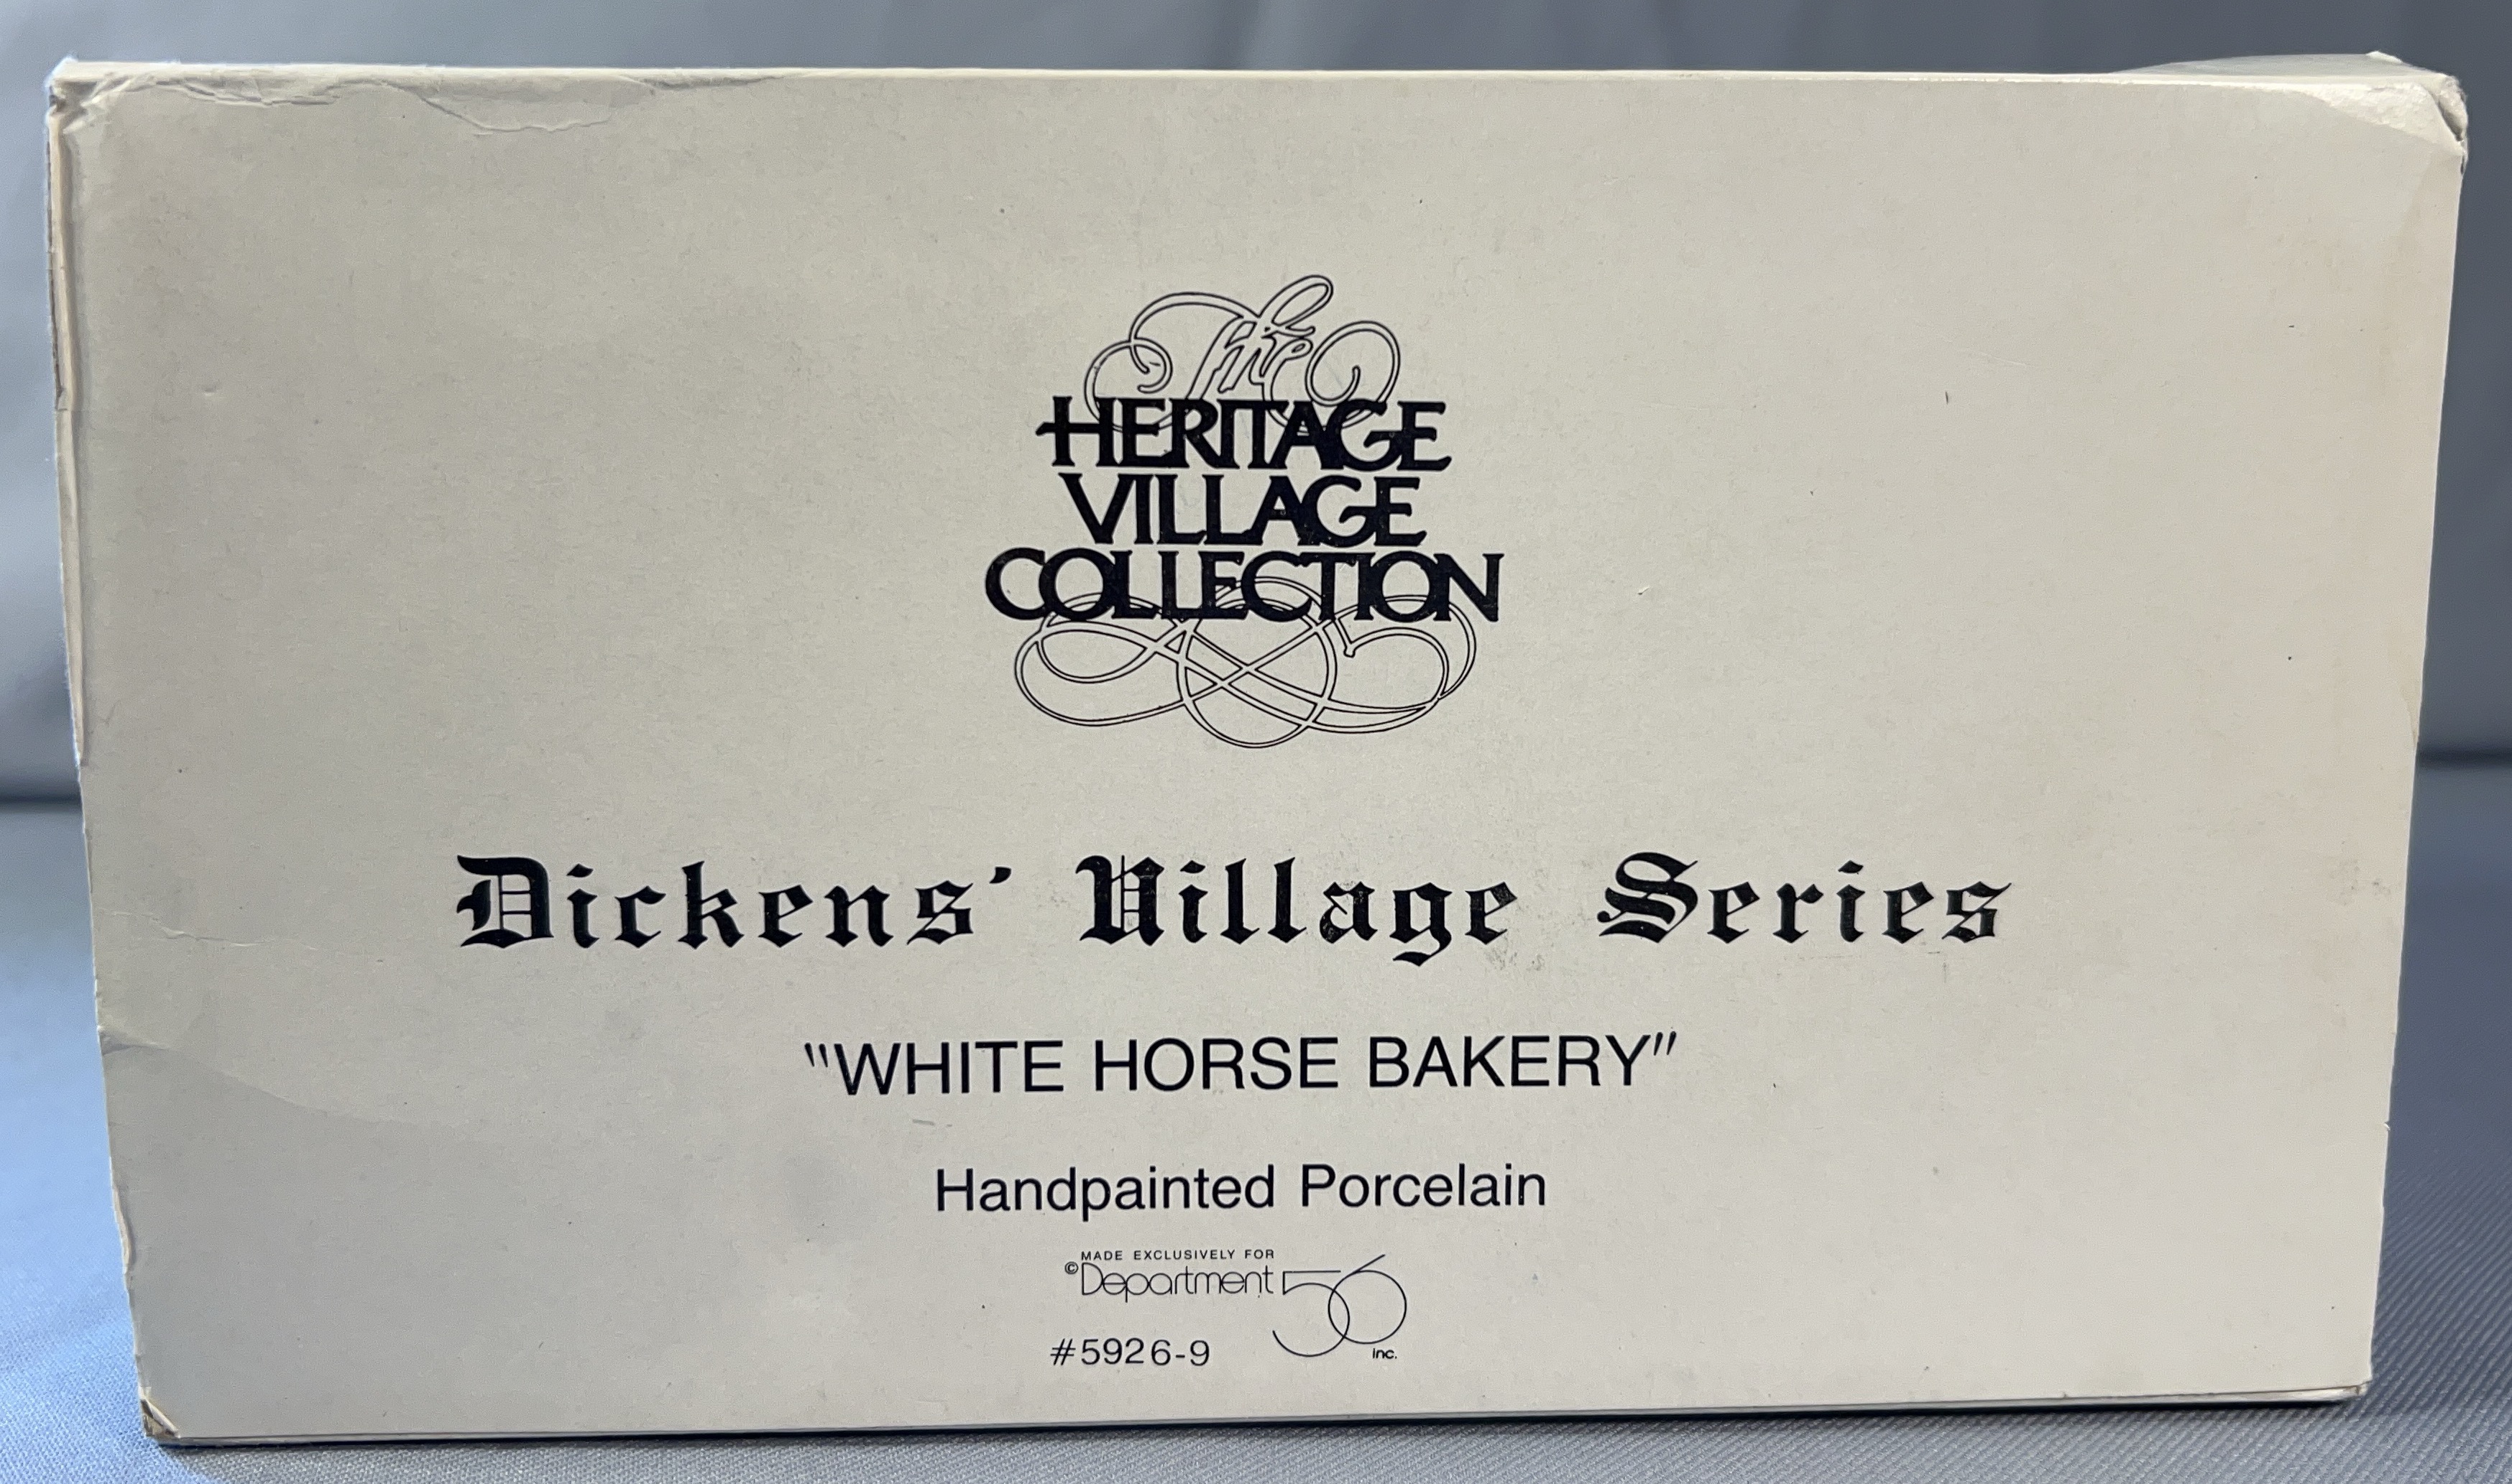 The
HERITAGE
VILLAGE
COLLECTION
Dickens' Village Series
"WHITE HORSE BAKERY"
Handpainted Porcelain
MADE EXCLUSIVELY FOR
©Department 56 inc.
#5926-9